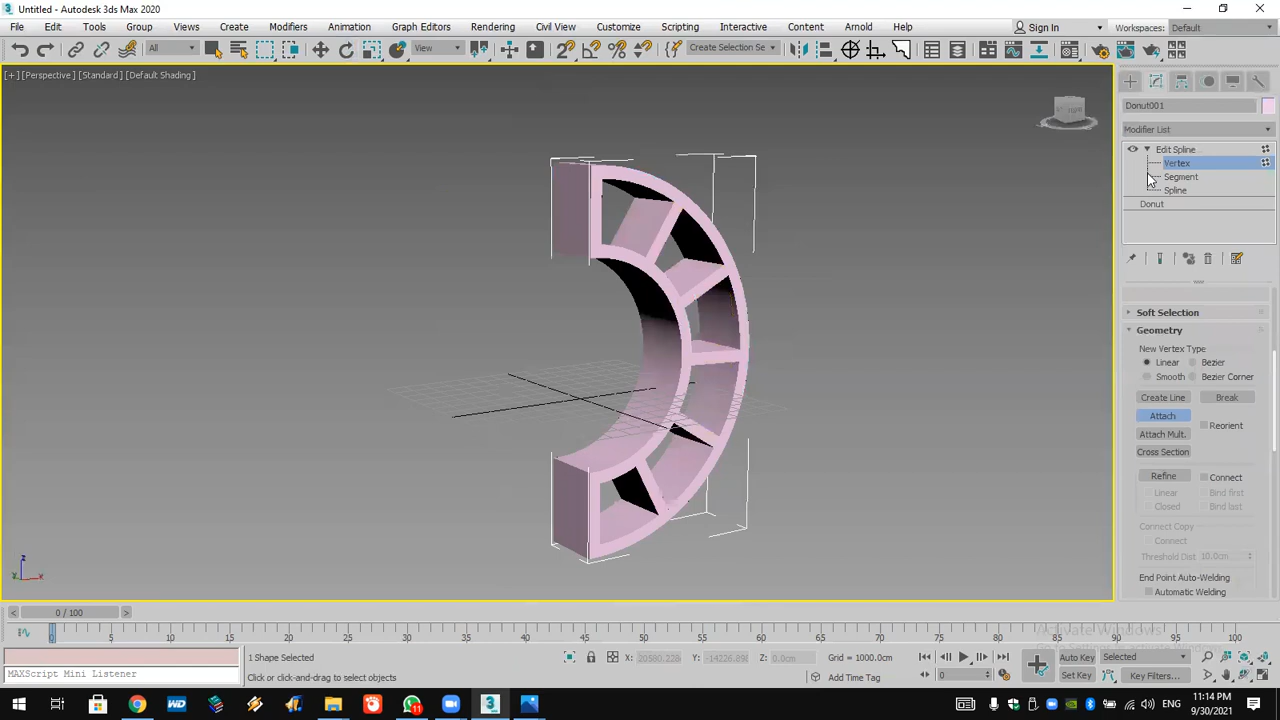 Untitled - Autodesk 3ds Max 2020
File Edit Tools Group Views Create Modifiers Animation Graph Editors Rendering Civil View Customize Scripting Interactive Content Arnold Help Sign In Workspaces: Default
All View Create Selection Se
[+] [Perspective] [Standard] [Default Shading]
Donut001
Modifier List
Edit Spline
Vertex
Segment
Spline
Donut
Soft Selection
Geometry
New Vertex Type
Linear Bezier
Smooth Bezier Corner
Create Line Break
Attach
Reorient
Attach Mult.
Cross Section
Refine Connect
Linear Bind first
Closed Bind last
Connect Copy
Connect
Threshold Dist 10.0cm
End Point Auto-Welding
Automatic Welding
z
x
0 / 100
0 5 10 15 20 25 30 35 40 45 50 55 60 65 70 75 80 85 90 95 100
Activate Windows
1 Shape Selected X: Y: Z: 0.0cm Grid = 1000.0cm Auto Key Selected
MAXScript Mini Listener Click or click-and-drag to select objects Add Time Tag 0 Set Key Key Filters...
11:14 PM
ENG
9/30/2021